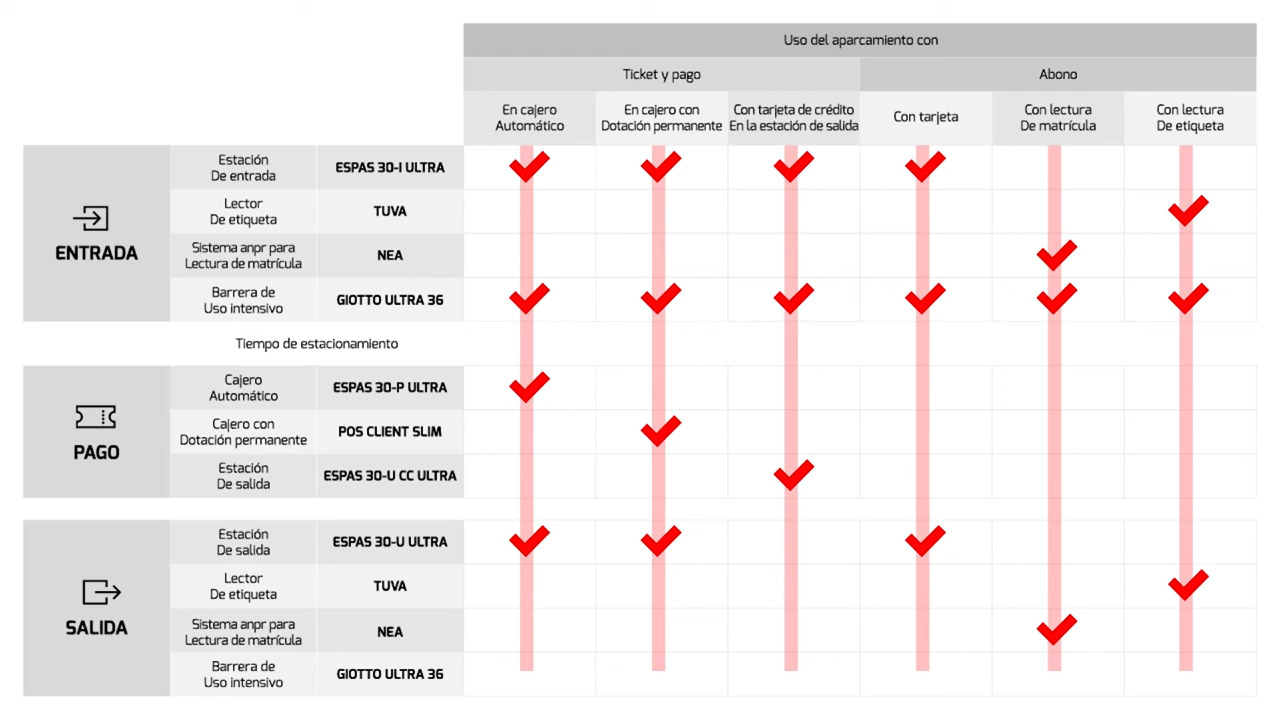 Uso del aparcamiento con
Ticket y pago
Abono
En cajero
Automático
En cajero con
Dotación permanente
Con tarjeta de crédito
En la estación de salida
Con tarjeta
Con lectura
De matrícula
Con lectura
De etiqueta
ENTRADA
Estación
De entrada
ESPAS 30-I ULTRA
Lector
De etiqueta
TUVA
Sistema anpr para
Lectura de matrícula
NEA
Barrera de
Uso intensivo
GIOTTO ULTRA 36
Tiempo de estacionamiento
PAGO
Cajero
Automático
ESPAS 30-P ULTRA
Cajero con
Dotación permanente
POS CLIENT SLIM
Estación
De salida
ESPAS 30-U CC ULTRA
SALIDA
Estación
De salida
ESPAS 30-U ULTRA
Lector
De etiqueta
TUVA
Sistema anpr para
Lectura de matrícula
NEA
Barrera de
Uso intensivo
GIOTTO ULTRA 36